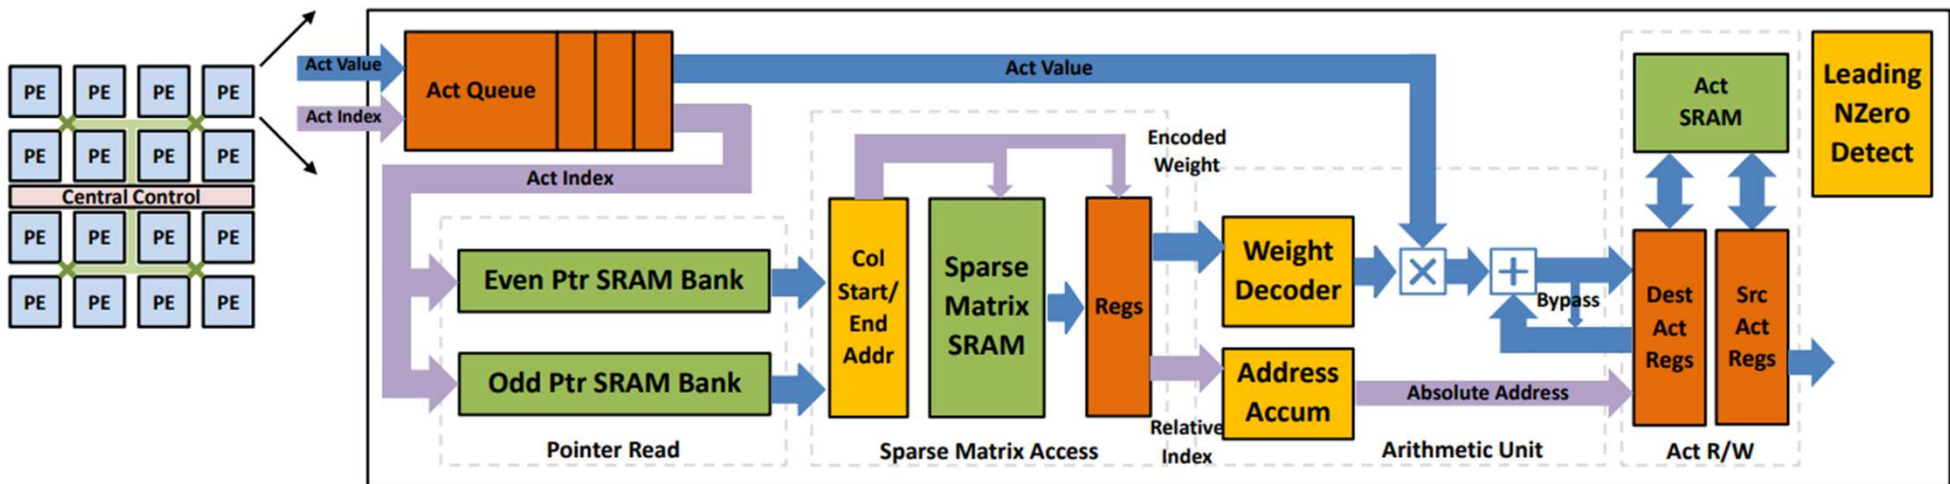 PE PE PE PE
PE PE PE PE
Central Control
PE PE PE PE
PE PE PE PE
Act Value
Act Index
Act Queue
Act Value
Act Index
Even Ptr SRAM Bank
Odd Ptr SRAM Bank
Pointer Read
Col
Start/
End
Addr
Sparse
Matrix
SRAM
Regs
Sparse Matrix Access
Encoded
Weight
Relative
Index
Weight
Decoder
Address
Accum
Bypass
Absolute Address
Arithmetic Unit
Act
SRAM
Dest
Act
Regs
Src
Act
Regs
Act R/W
Leading
NZero
Detect